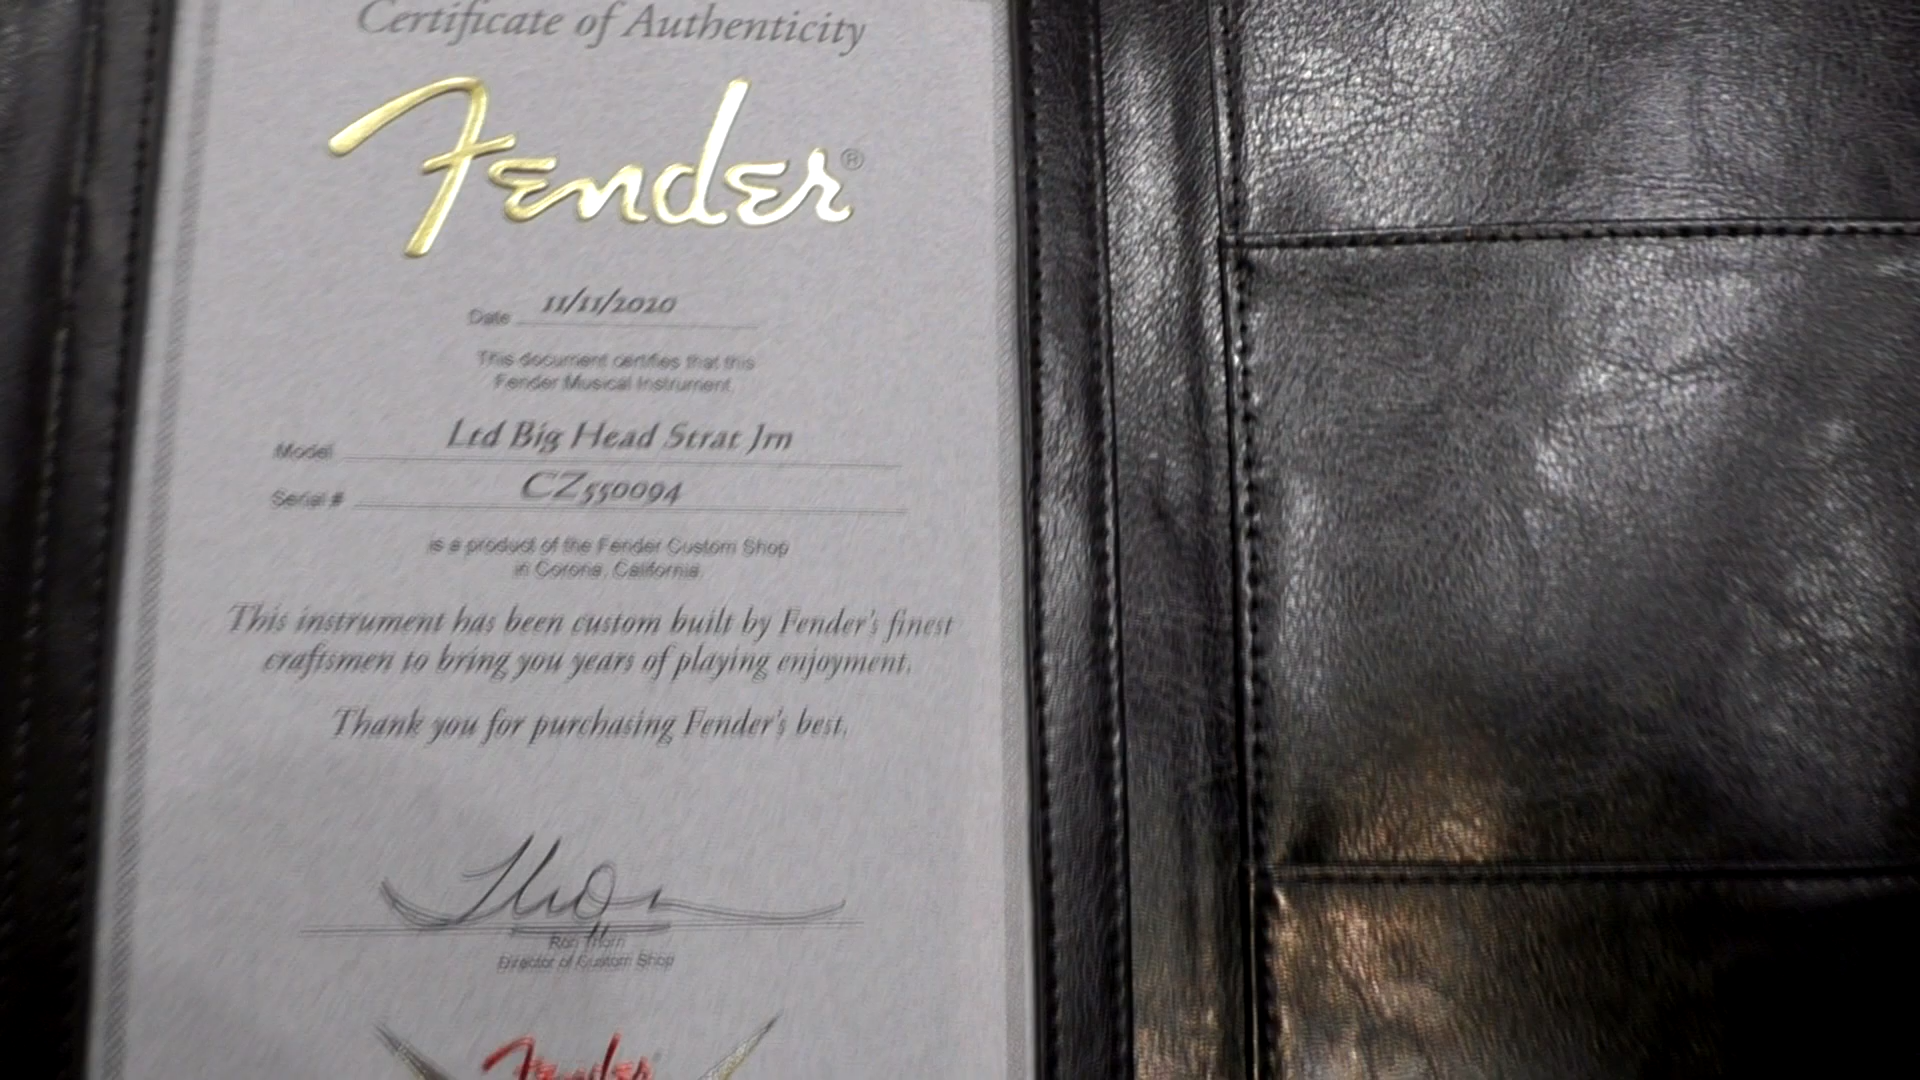 Certificate of Authenticity
Fender®
Date 11/11/2020
This document certifies that this
Fender Musical Instrument
Model Ltd Big Head Strat Jrn
Serial # CZ550094
is a product of the Fender Custom Shop
in Corona, California.
This instrument has been custom built by Fender's finest
craftsmen to bring you years of playing enjoyment.
Thank you for purchasing Fender's best.
Ron Thorn
Director of Custom Shop
Fender